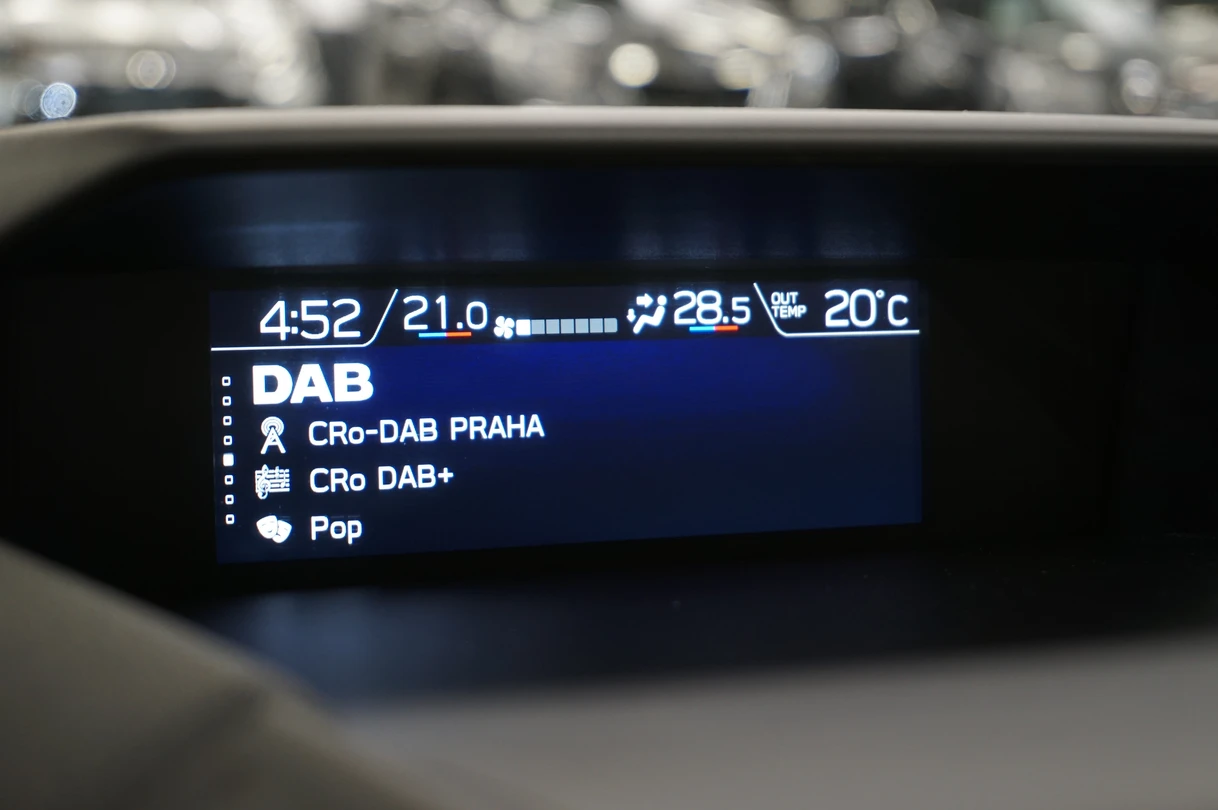 4:52 21.0 28.5 OUT TEMP 20°C
DAB
CRo-DAB PRAHA
CRo DAB+
Pop